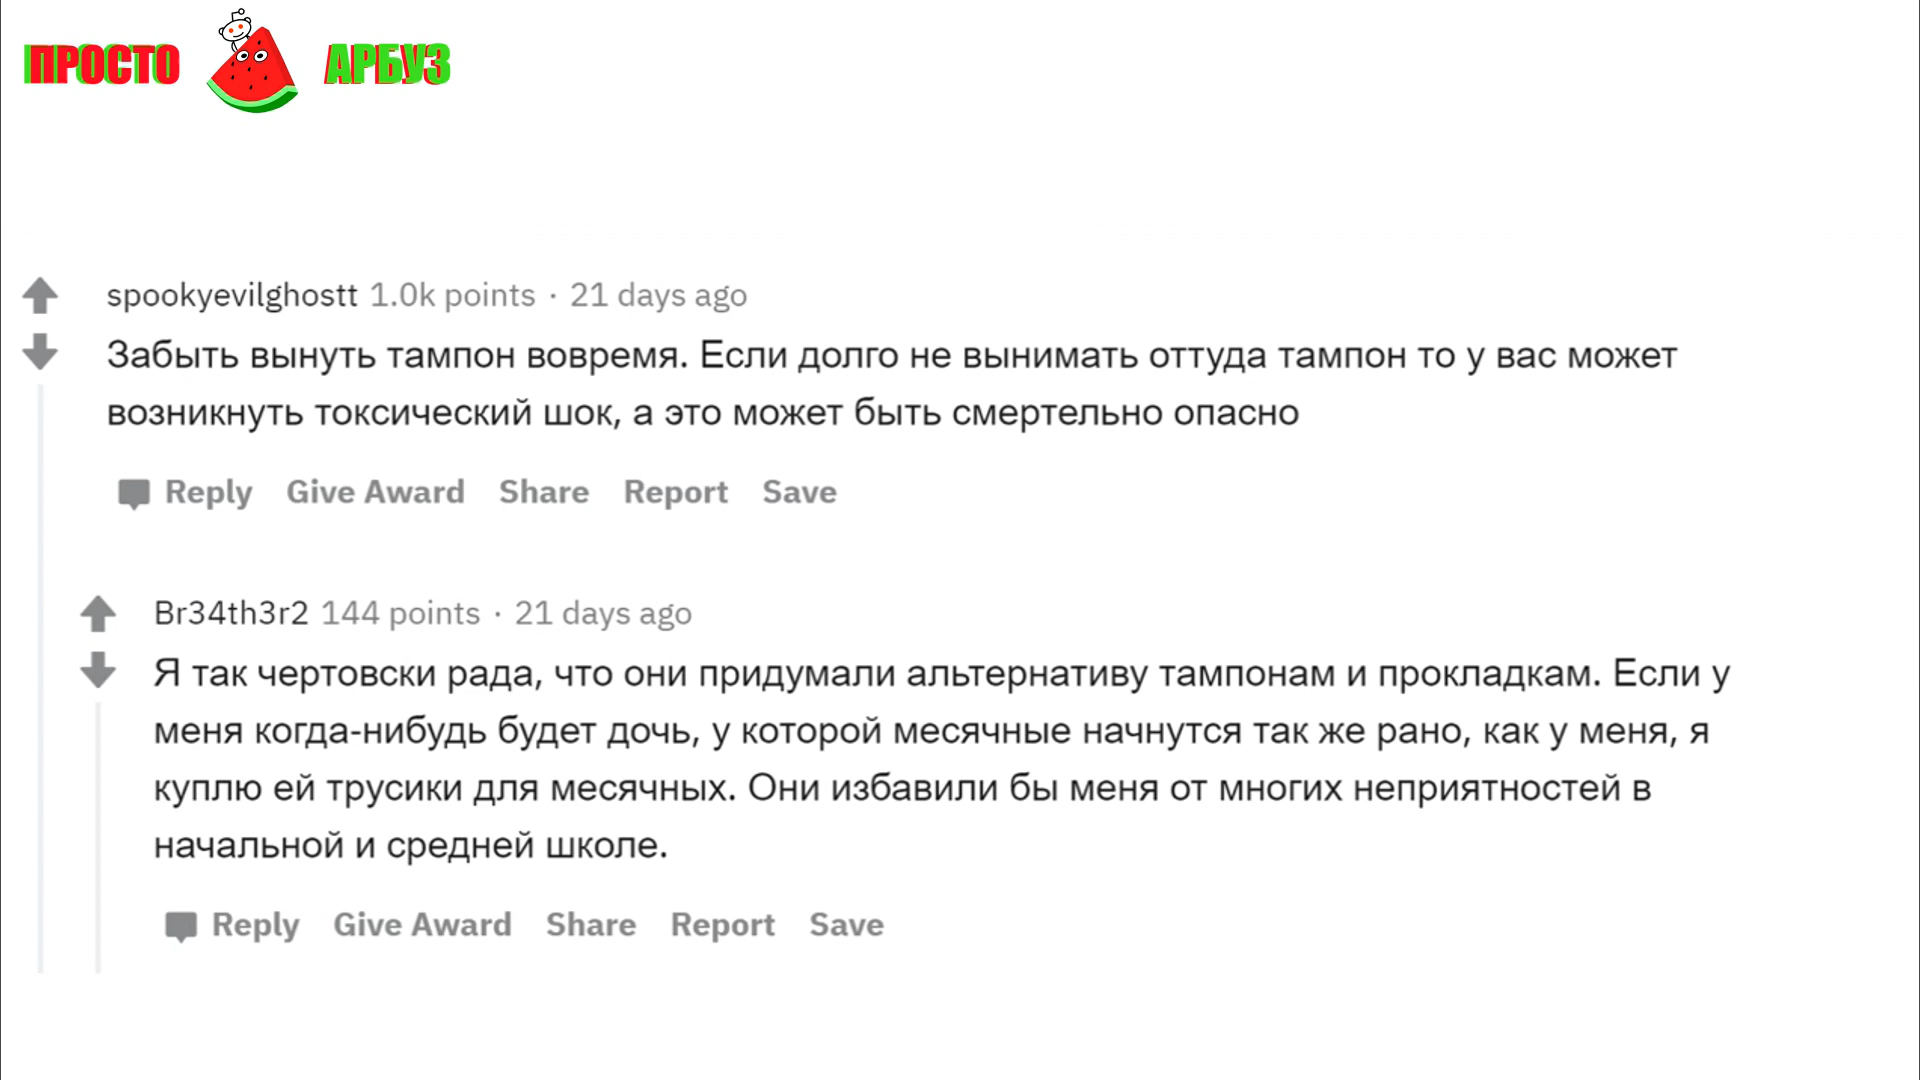 ПРОСТО АРБУЗ
spookyevilghostt 1.0k points · 21 days ago
Забыть вынуть тампон вовремя. Если долго не вынимать оттуда тампон то у вас может
возникнуть токсический шок, а это может быть смертельно опасно
Reply Give Award Share Report Save
Br34th3r2 144 points · 21 days ago
Я так чертовски рада, что они придумали альтернативу тампонам и прокладкам. Если у
меня когда-нибудь будет дочь, у которой месячные начнутся так же рано, как у меня, я
куплю ей трусики для месячных. Они избавили бы меня от многих неприятностей в
начальной и средней школе.
Reply Give Award Share Report Save